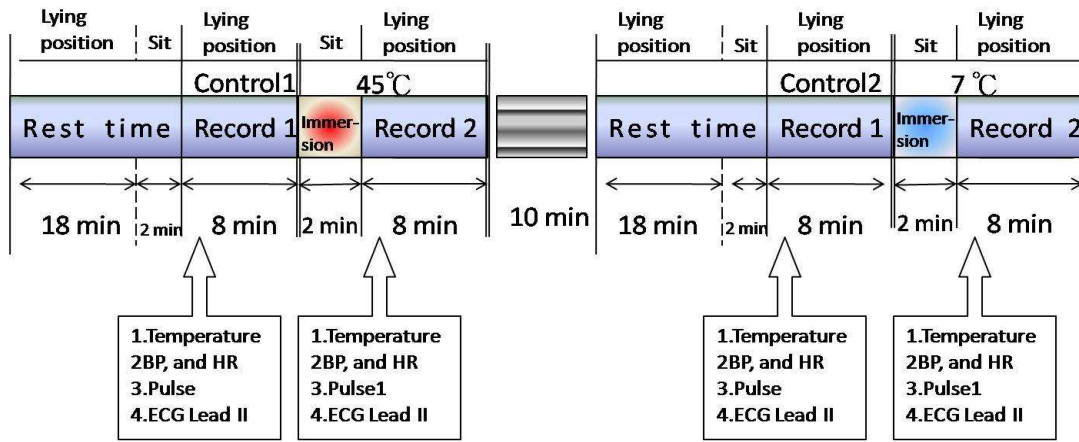 Lying position
Sit
Lying position
Sit
Lying position
Control1
45℃
Rest time
Record 1
Immer-
sion
Record 2
18 min
2 min
8 min
2 min
8 min
10 min
Lying position
Sit
Lying position
Sit
Lying position
Control2
7℃
Rest time
Record 1
Immer-
sion
Record 2
18 min
2 min
8 min
2 min
8 min
1.Temperature
2BP, and HR
3.Pulse
4.ECG Lead II
1.Temperature
2BP, and HR
3.Pulse1
4.ECG Lead II
1.Temperature
2BP, and HR
3.Pulse
4.ECG Lead II
1.Temperature
2BP, and HR
3.Pulse1
4.ECG Lead II